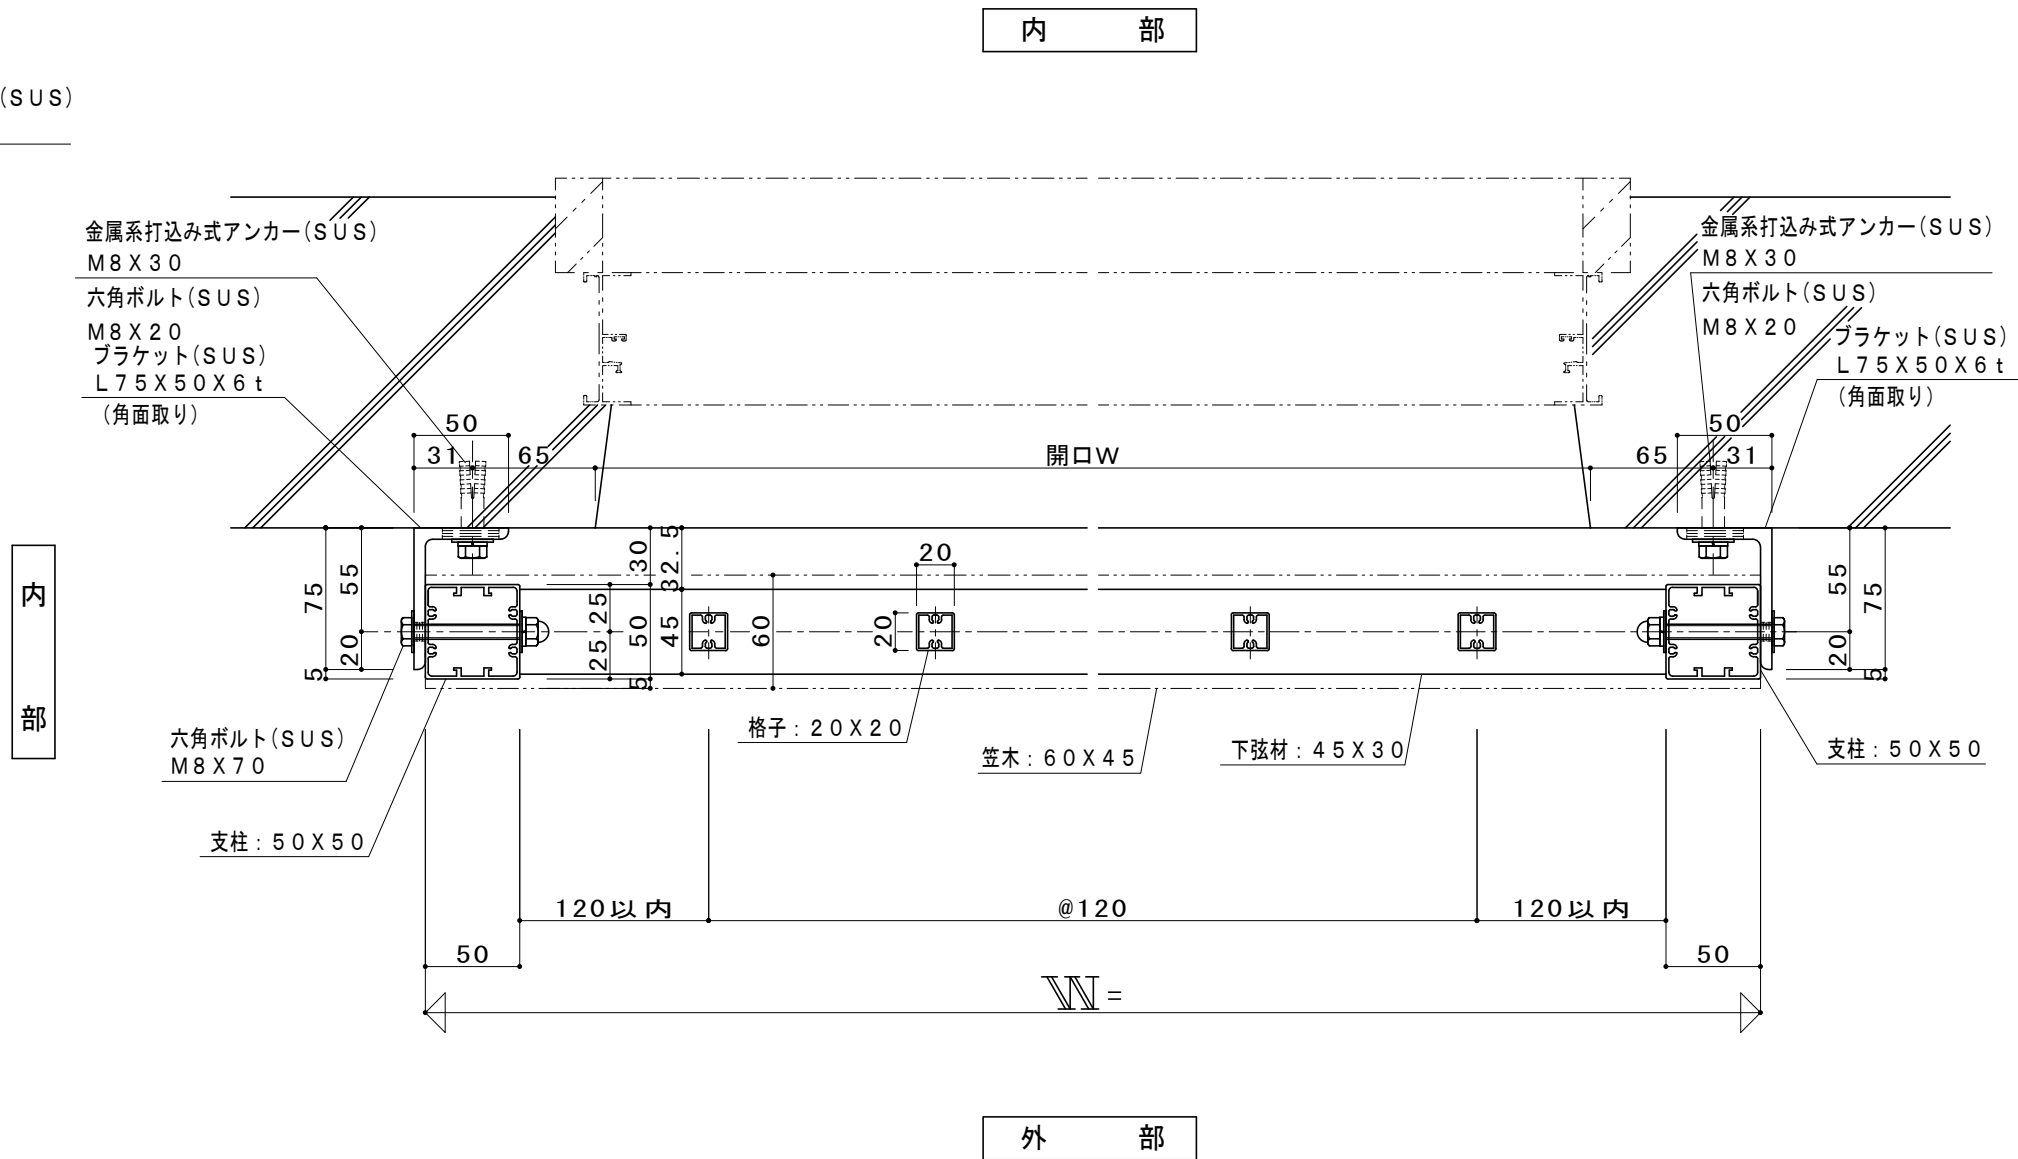 内 部
(SUS)
金属系打込み式アンカー(SUS)
M8X30
六角ボルト(SUS)
M8X20
ブラケット(SUS)
L75X50X6t
(角面取り)
金属系打込み式アンカー(SUS)
M8X30
六角ボルト(SUS)
M8X20
ブラケット(SUS)
L75X50X6t
(角面取り)
50
31
65
開口W
50
65
31
内 部
75
55
20
5
30
32.5
25
25
50
45
5
60
20
20
55
75
20
5
六角ボルト(SUS)
M8X70
支柱:50X50
格子:20X20
笠木:60X45
下弦材:45X30
支柱:50X50
120以内
@120
120以内
50
50
W=
外 部